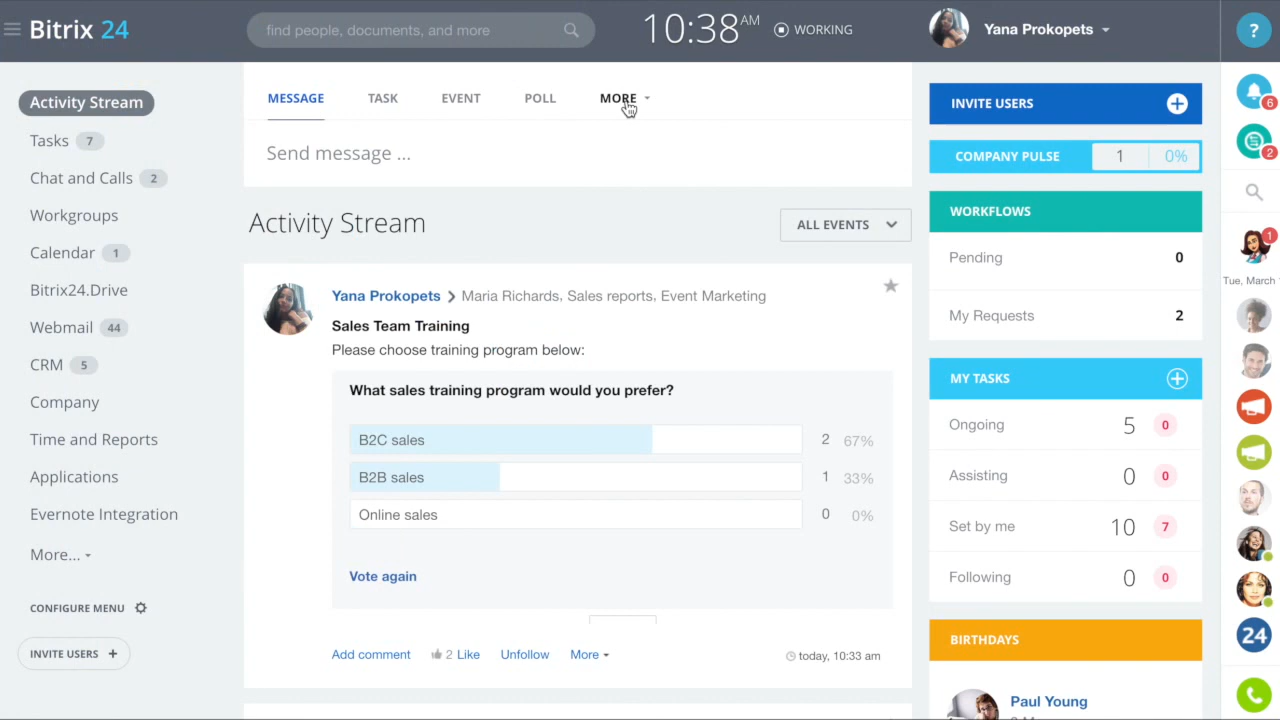 Bitrix 24
find people, documents, and more
10:38 AM
WORKING
Yana Prokopets
?
Activity Stream
Tasks 7
Chat and Calls 2
Workgroups
Calendar 1
Bitrix24.Drive
Webmail 44
CRM 5
Company
Time and Reports
Applications
Evernote Integration
More...
CONFIGURE MENU
INVITE USERS +
MESSAGE TASK EVENT POLL MORE
Send message ...
Activity Stream
ALL EVENTS
Yana Prokopets > Maria Richards, Sales reports, Event Marketing
Sales Team Training
Please choose training program below:
What sales training program would you prefer?
B2C sales 2 67%
B2B sales 1 33%
Online sales 0 0%
Vote again
Add comment 2 Like Unfollow More today, 10:33 am
INVITE USERS
COMPANY PULSE 1 0%
WORKFLOWS
Pending 0
My Requests 2
MY TASKS
Ongoing 5 0
Assisting 0 0
Set by me 10 7
Following 0 0
BIRTHDAYS
Paul Young
6
2
1
Tue, March
24